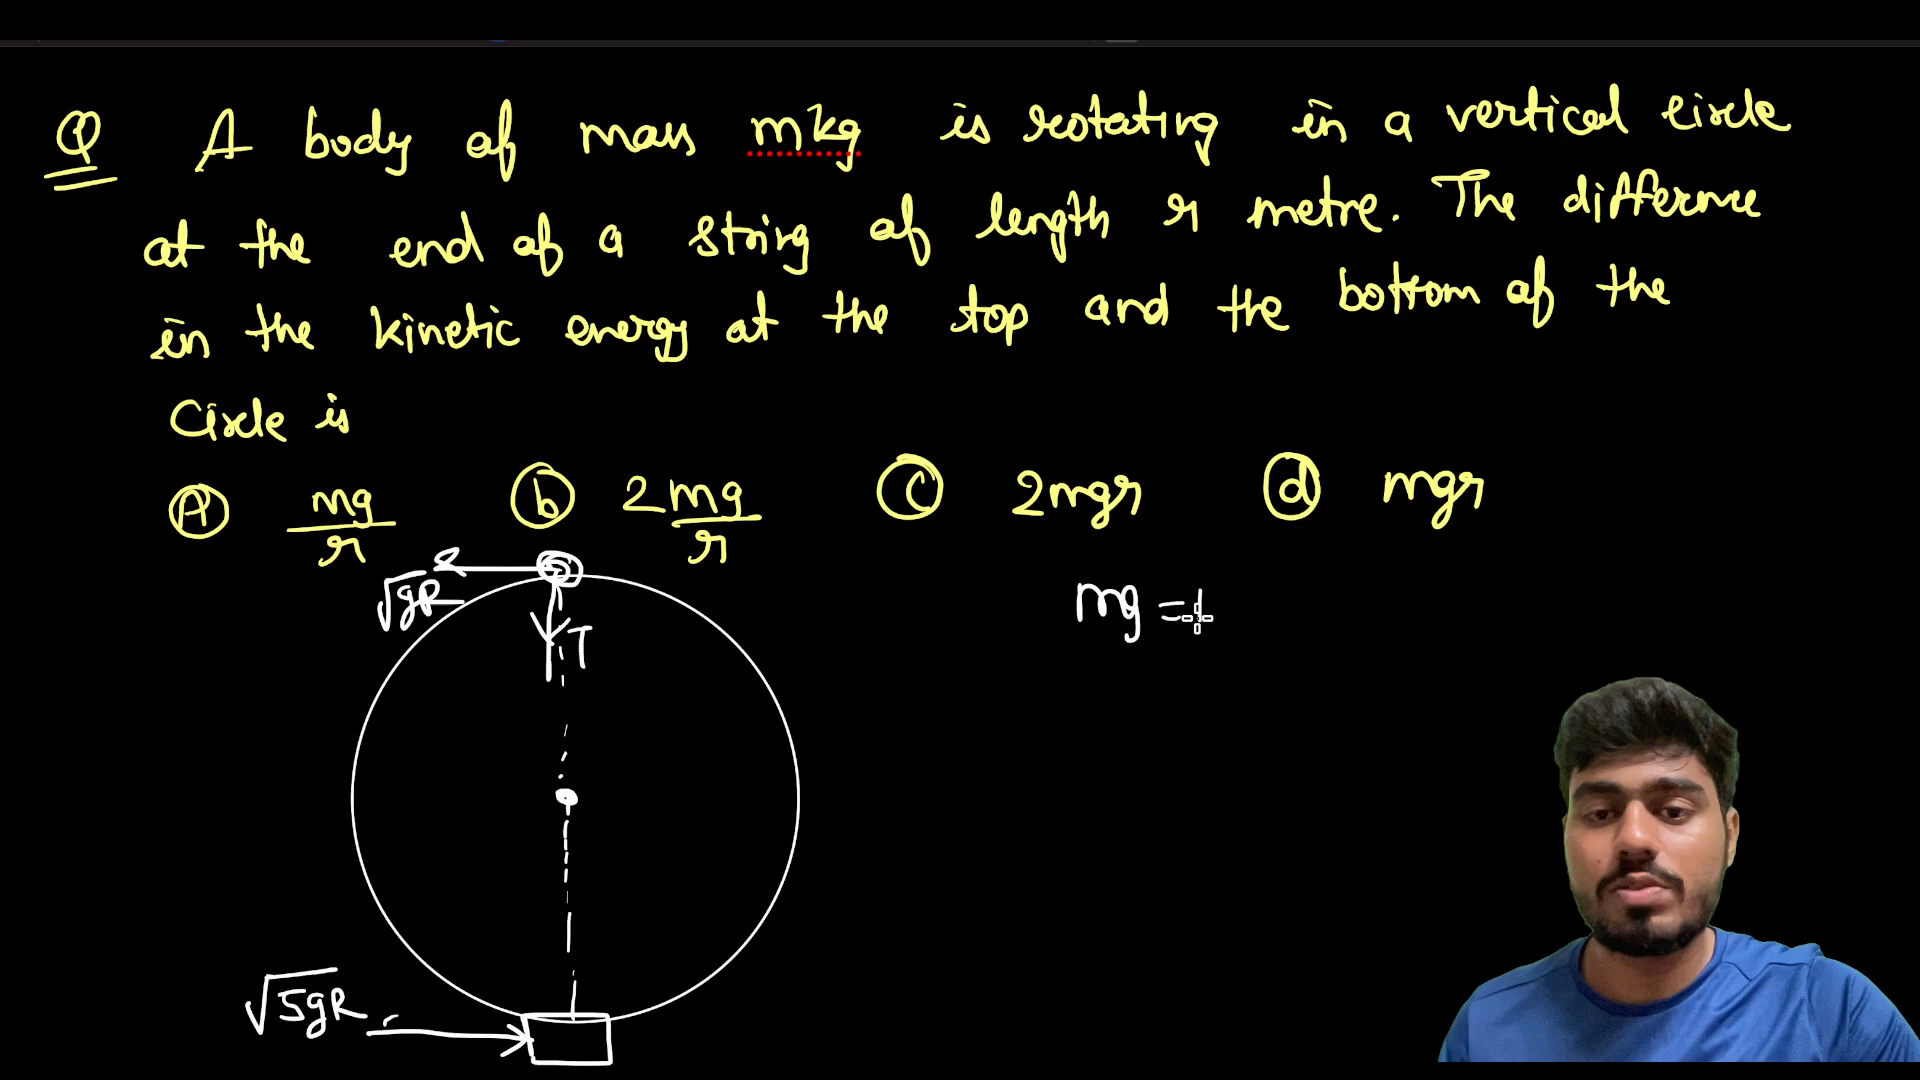 Q A body of mass mkg is rotating in a vertical circle
at the end of a string of length r metre. The difference
in the kinetic energy at the top and the bottom of the
Circle is
(A) mg/r (b) 2mg/r (c) 2mgr (d) mgr
√gR
mg =
T
√5gR